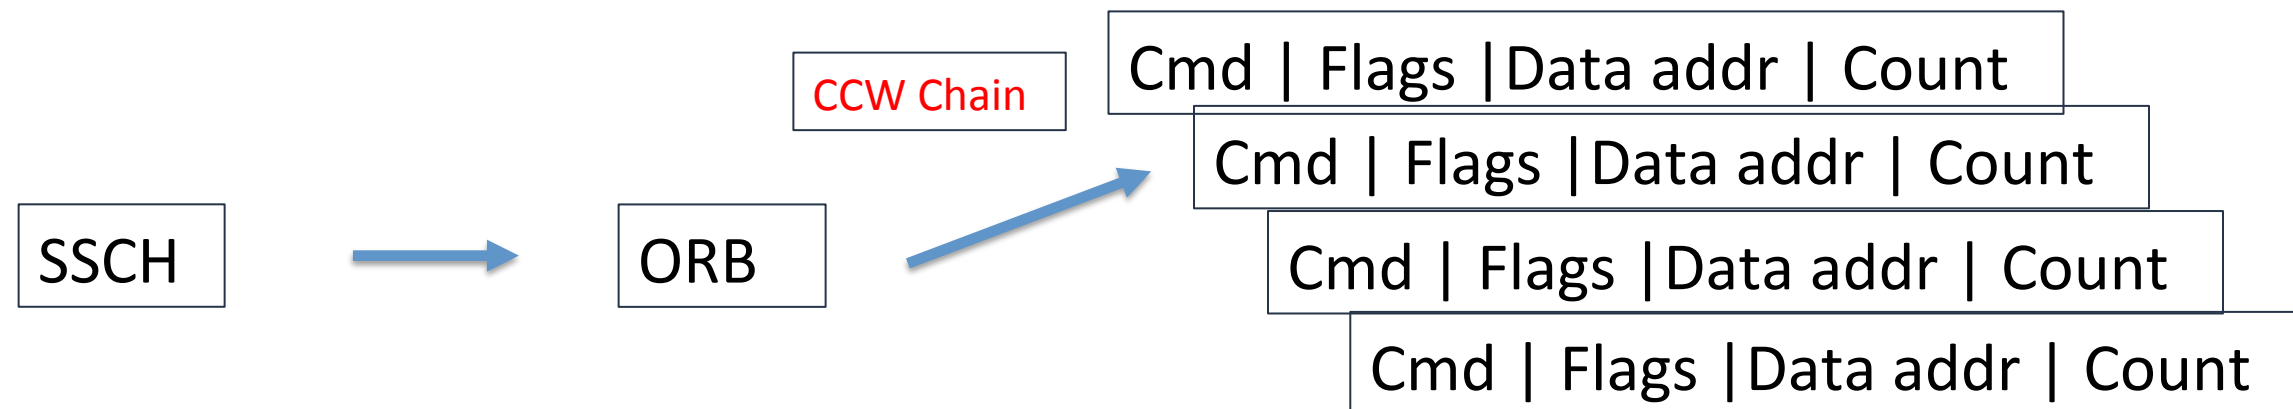 CCW Chain
Cmd | Flags |Data addr | Count
Cmd | Flags |Data addr | Count
SSCH
ORB
Cmd | Flags |Data addr | Count
Cmd | Flags |Data addr | Count